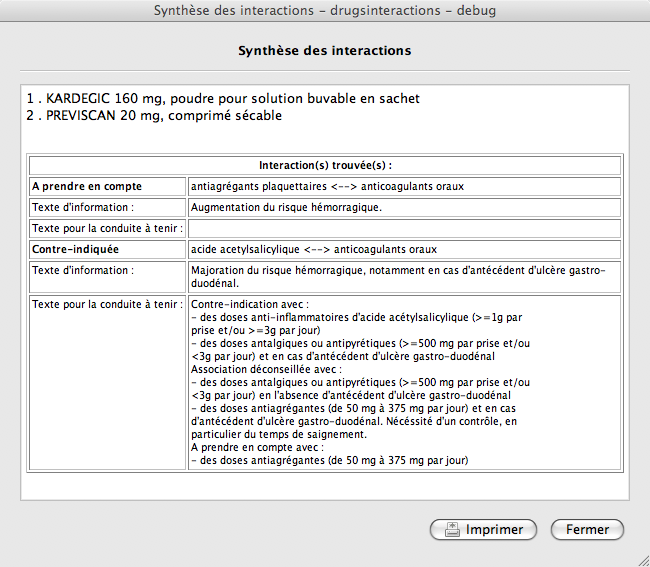 Synthèse des interactions – drugsinteractions – debug
Synthèse des interactions
1 . KARDEGIC 160 mg, poudre pour solution buvable en sachet
2 . PREVISCAN 20 mg, comprimé sécable
Interaction(s) trouvée(s) :
A prendre en compte antiagrégants plaquettaires <--> anticoagulants oraux
Texte d'information : Augmentation du risque hémorragique.
Texte pour la conduite à tenir :
Contre-indiquée acide acetylsalicylique <--> anticoagulants oraux
Texte d'information : Majoration du risque hémorragique, notamment en cas d'antécédent d'ulcère gastro-
duodénal.
Texte pour la conduite à tenir : Contre-indication avec :
- des doses anti-inflammatoires d'acide acétylsalicylique (>=1g par
prise et/ou >=3g par jour)
- des doses antalgiques ou antipyrétiques (>=500 mg par prise et/ou
<3g par jour) et en cas d'antécédent d'ulcère gastro-duodénal
Association déconseillée avec :
- des doses antalgiques ou antipyrétiques (>=500 mg par prise et/ou
<3g par jour) en l'absence d'antécédent d'ulcère gastro-duodénal
- des doses antiagrégantes (de 50 mg à 375 mg par jour) et en cas
d'antécédent d'ulcère gastro-duodénal. Nécéssité d'un contrôle, en
particulier du temps de saignement.
A prendre en compte avec :
- des doses antiagrégantes (de 50 mg à 375 mg par jour)
Imprimer Fermer